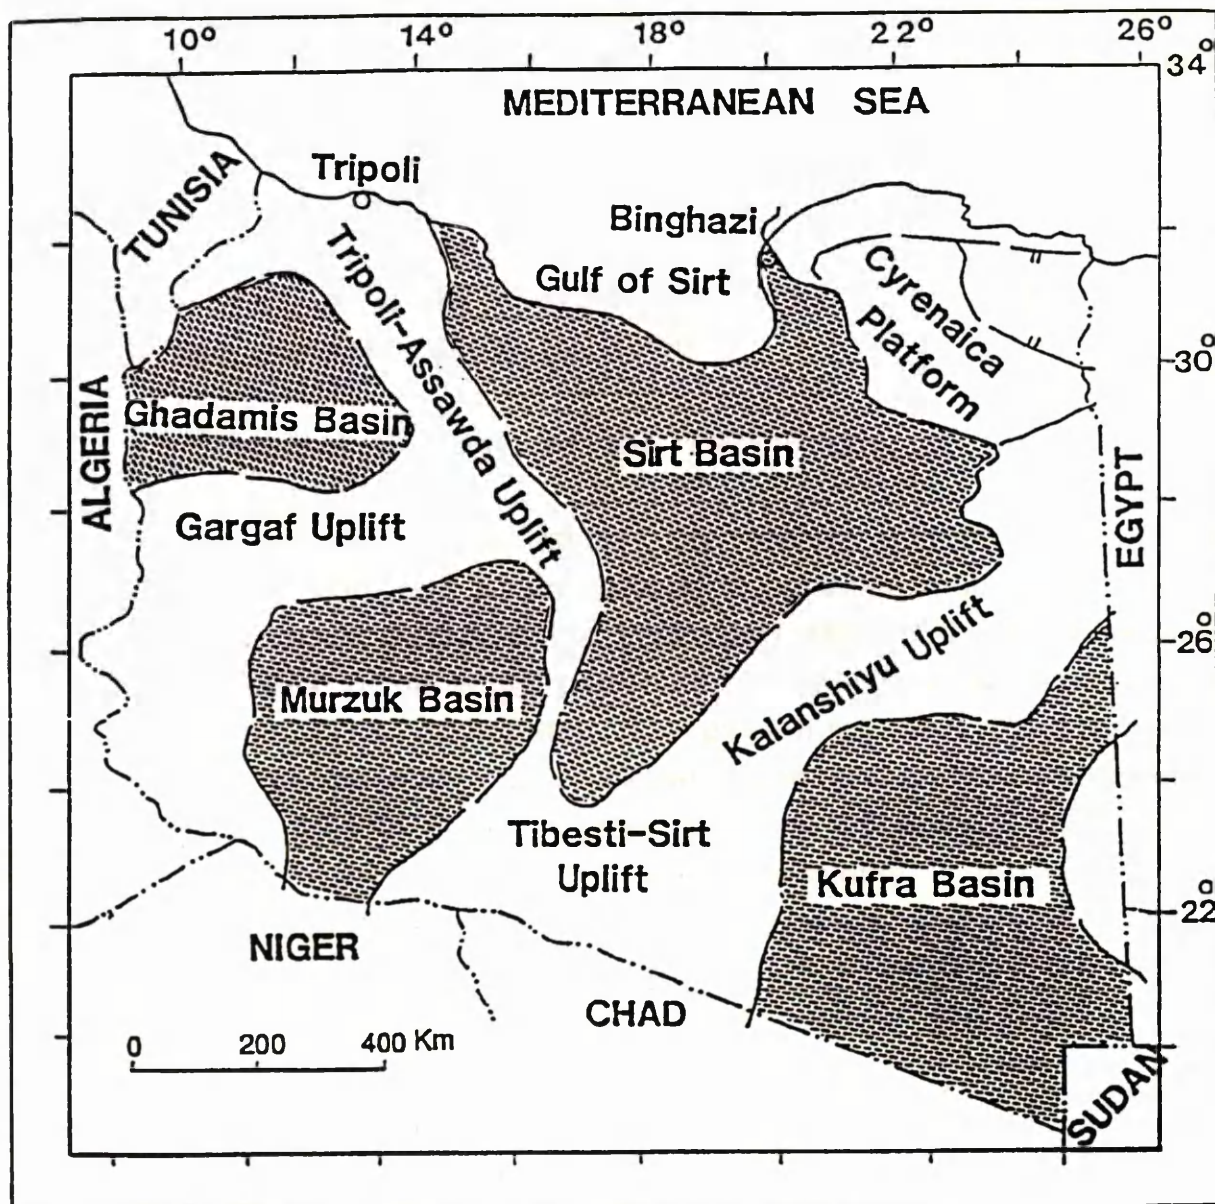 10° 14° 18° 22° 26°
34
MEDITERRANEAN SEA
TUNISIA
Tripoli
Binghazi
Gulf of Sirt
Cyrenaica
Platform
30°
Tripoli-Assawda Uplift
ALGERIA
Ghadamis Basin
Sirt Basin
EGYPT
Gargaf Uplift
26°
Kalanshiyu Uplift
Murzuk Basin
Tibesti-Sirt
Uplift
Kufra Basin
22°
NIGER
CHAD
0 200 400 Km
SUDAN